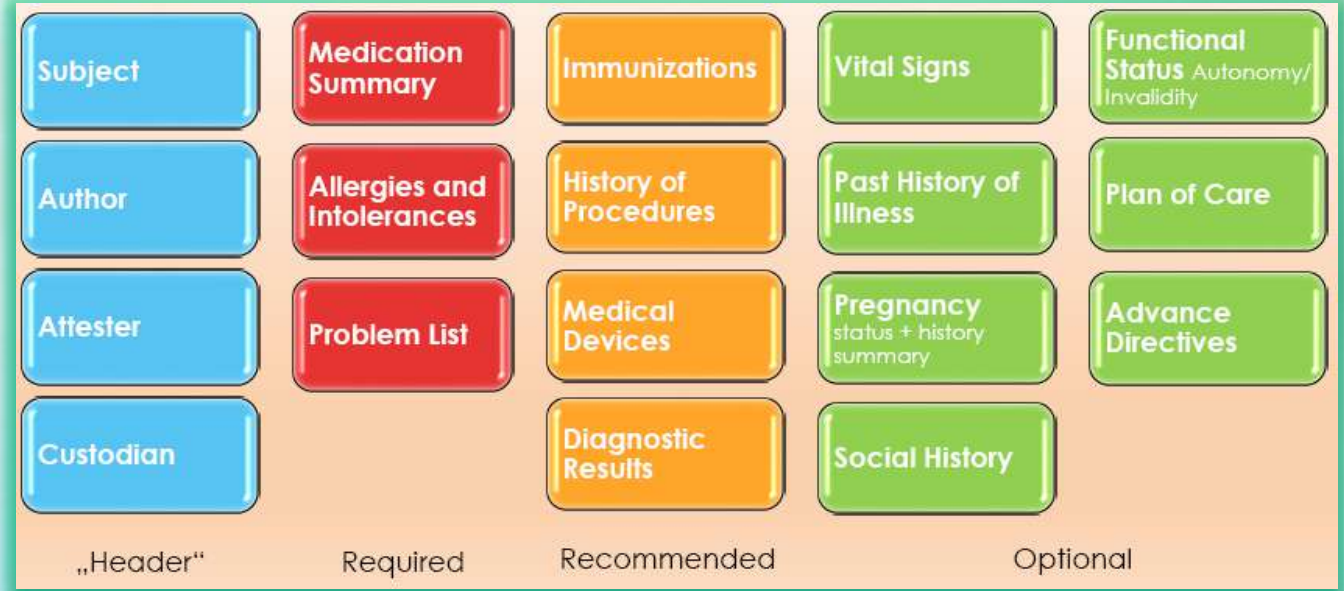 Subject
Author
Attester
Custodian
„Header“
Medication
Summary
Allergies and
Intolerances
Problem List
Required
Immunizations
History of
Procedures
Medical
Devices
Diagnostic
Results
Recommended
Vital Signs
Past History of
Illness
Pregnancy
status + history
summary
Social History
Functional
Status Autonomy/
Invalidity
Plan of Care
Advance
Directives
Optional